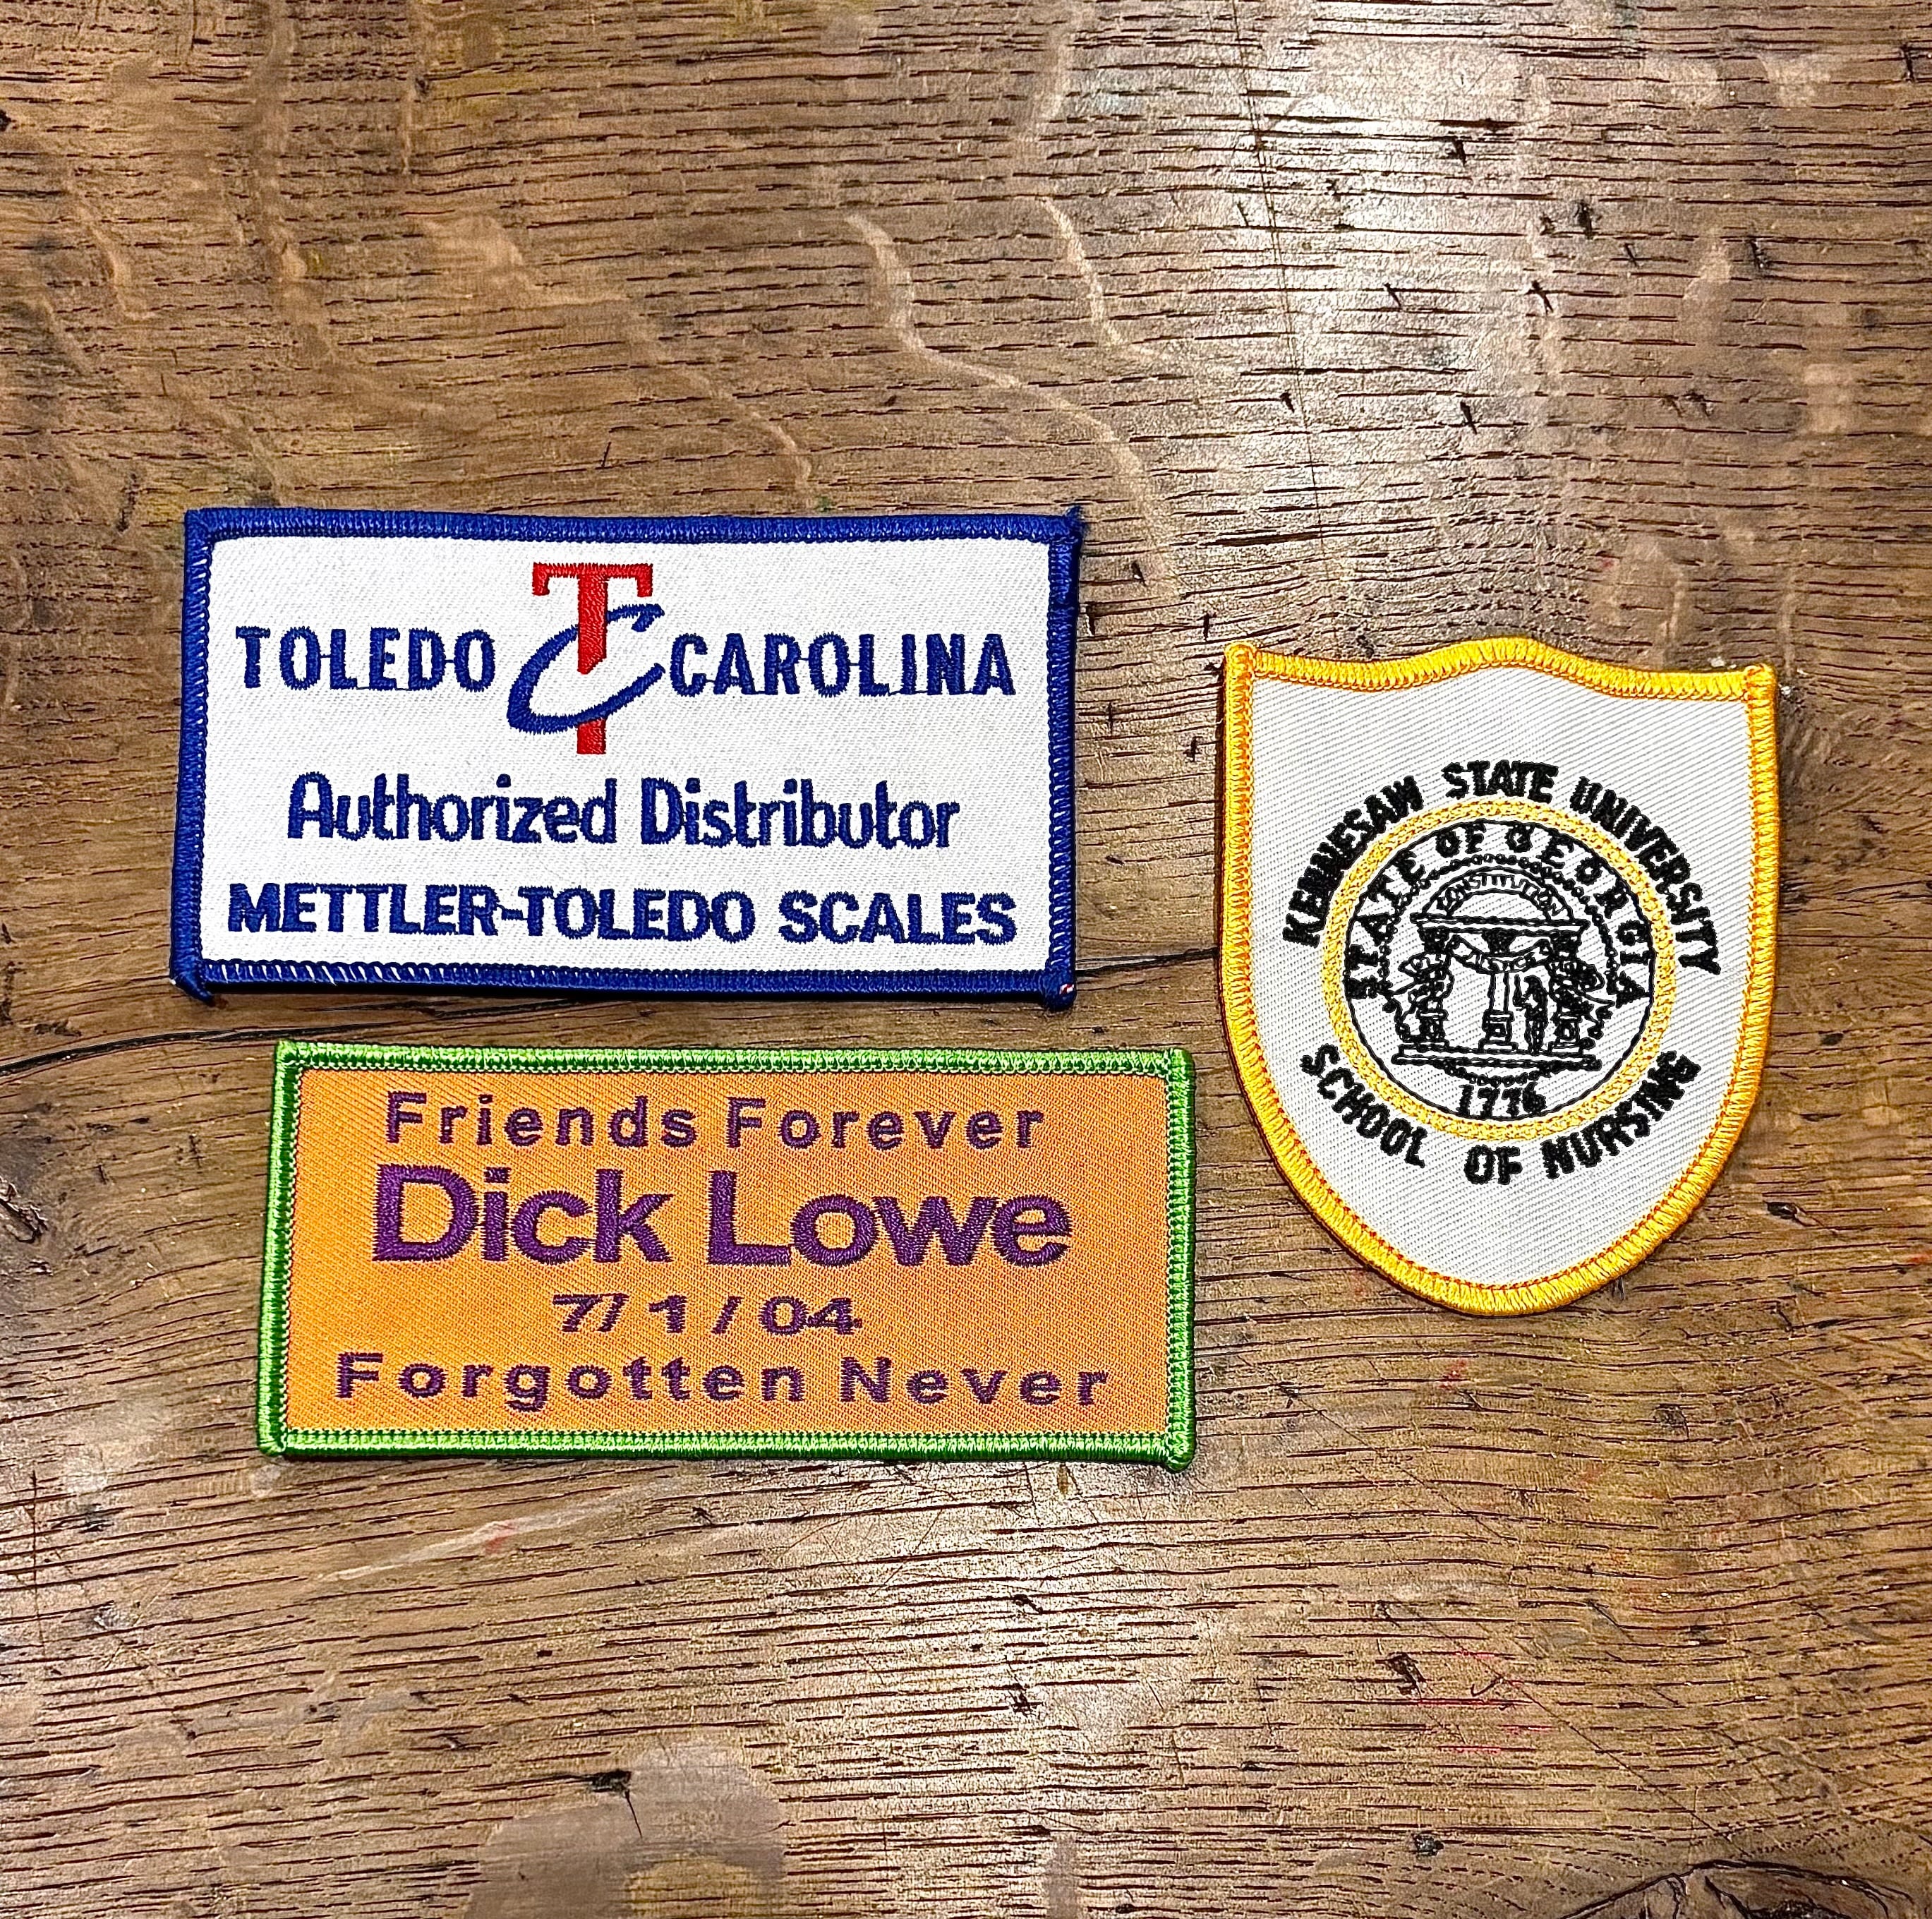 TOLEDO TC CAROLINA
Authorized Distributor
METTLER-TOLEDO SCALES
Friends Forever
Dick Lowe
7/1/04
Forgotten Never
KENNESAW STATE UNIVERSITY
STATE OF GEORGIA
CONSTITUTION
1776
SCHOOL OF NURSING